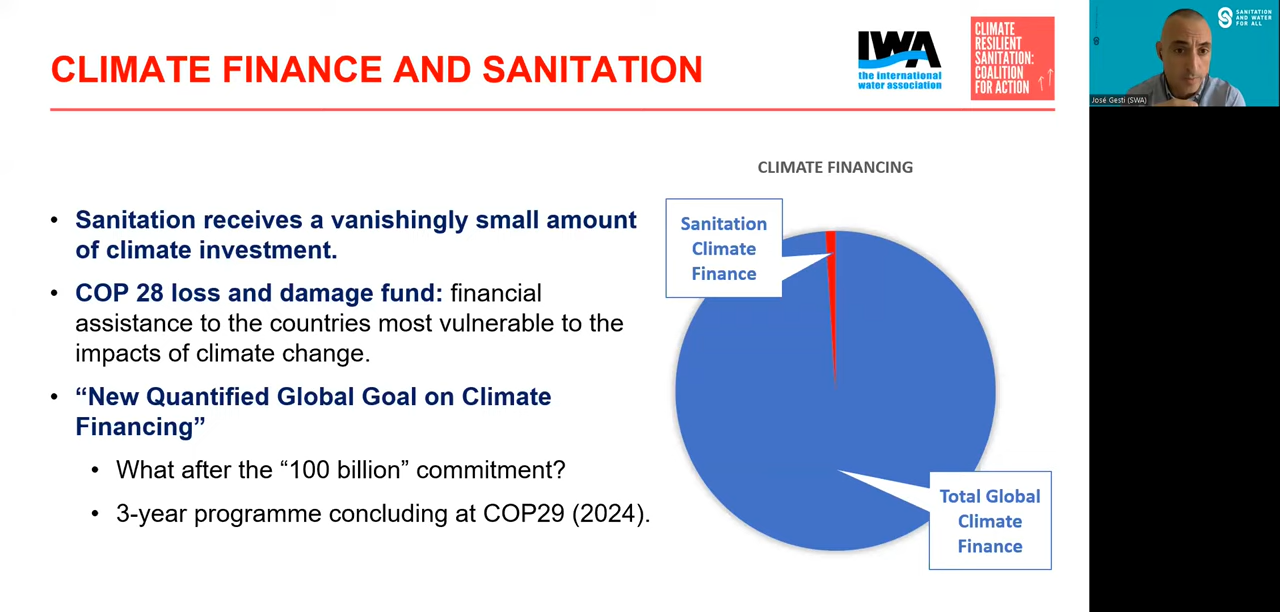 CLIMATE FINANCE AND SANITATION
IWA
the international
water association
CLIMATE
RESILIENT
SANITATION:
COALITION
FOR ACTION
SANITATION
AND WATER
FOR ALL
José Gesti (SWA)
• Sanitation receives a vanishingly small amount
of climate investment.
• COP 28 loss and damage fund: financial
assistance to the countries most vulnerable to the
impacts of climate change.
• “New Quantified Global Goal on Climate
Financing”
• What after the “100 billion” commitment?
• 3-year programme concluding at COP29 (2024).
CLIMATE FINANCING
Sanitation
Climate
Finance
Total Global
Climate
Finance